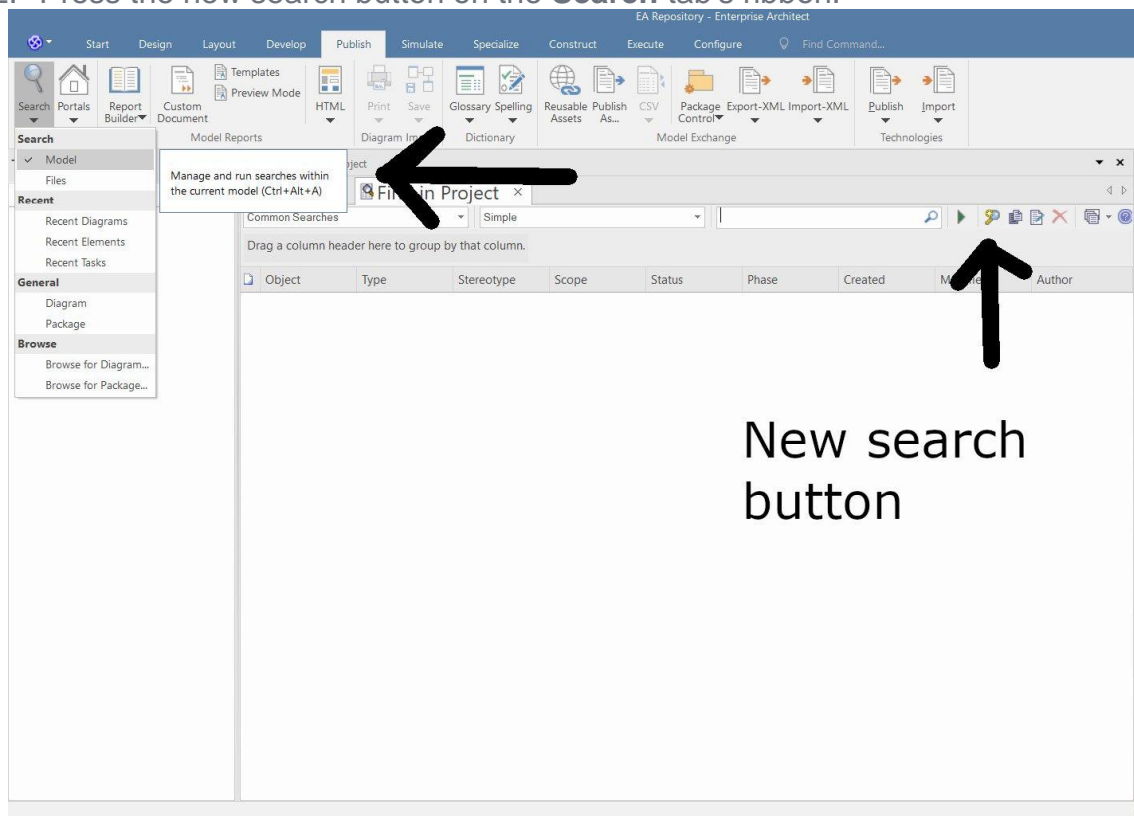 Press the new search button on the Search tab's ribbon.
EA Repository - Enterprise Architect
Start Design Layout Develop Publish Simulate Specialize Construct Execute Configure Find Command...
Templates
Preview Mode
Search Portals Report Builder Custom Document HTML Print Save Glossary Spelling Reusable Assets Publish As... CSV Package Control Export-XML Import-XML Publish Import
Model Reports Diagram Dictionary Model Exchange Technologies
Search
Model
Files
Recent
Recent Diagrams
Recent Elements
Recent Tasks
General
Diagram
Package
Browse
Browse for Diagram...
Browse for Package...
Manage and run searches within
the current model (Ctrl+Alt+A)
Project
Common Searches Simple
Drag a column header here to group by that column.
Object Type Stereotype Scope Status Phase Created Author
New search
button